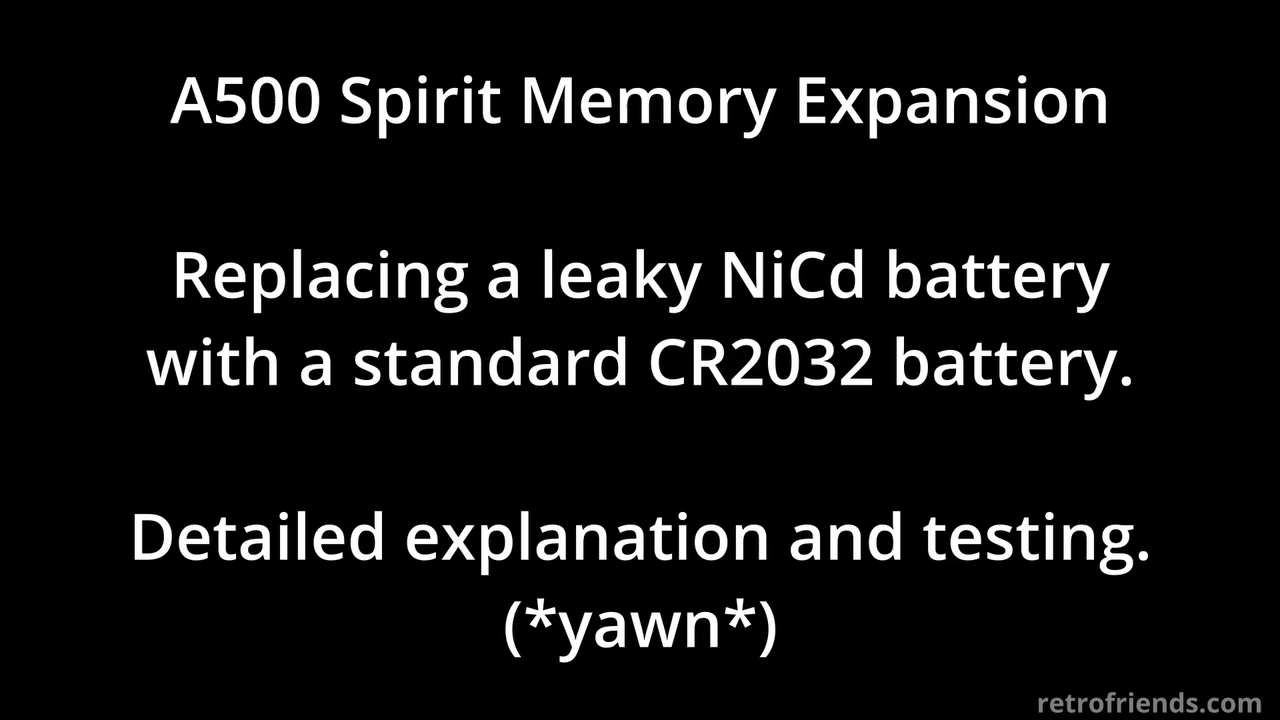 A500 Spirit Memory Expansion
Replacing a leaky NiCd battery
with a standard CR2032 battery.
Detailed explanation and testing.
(*yawn*)
retrofriends.com